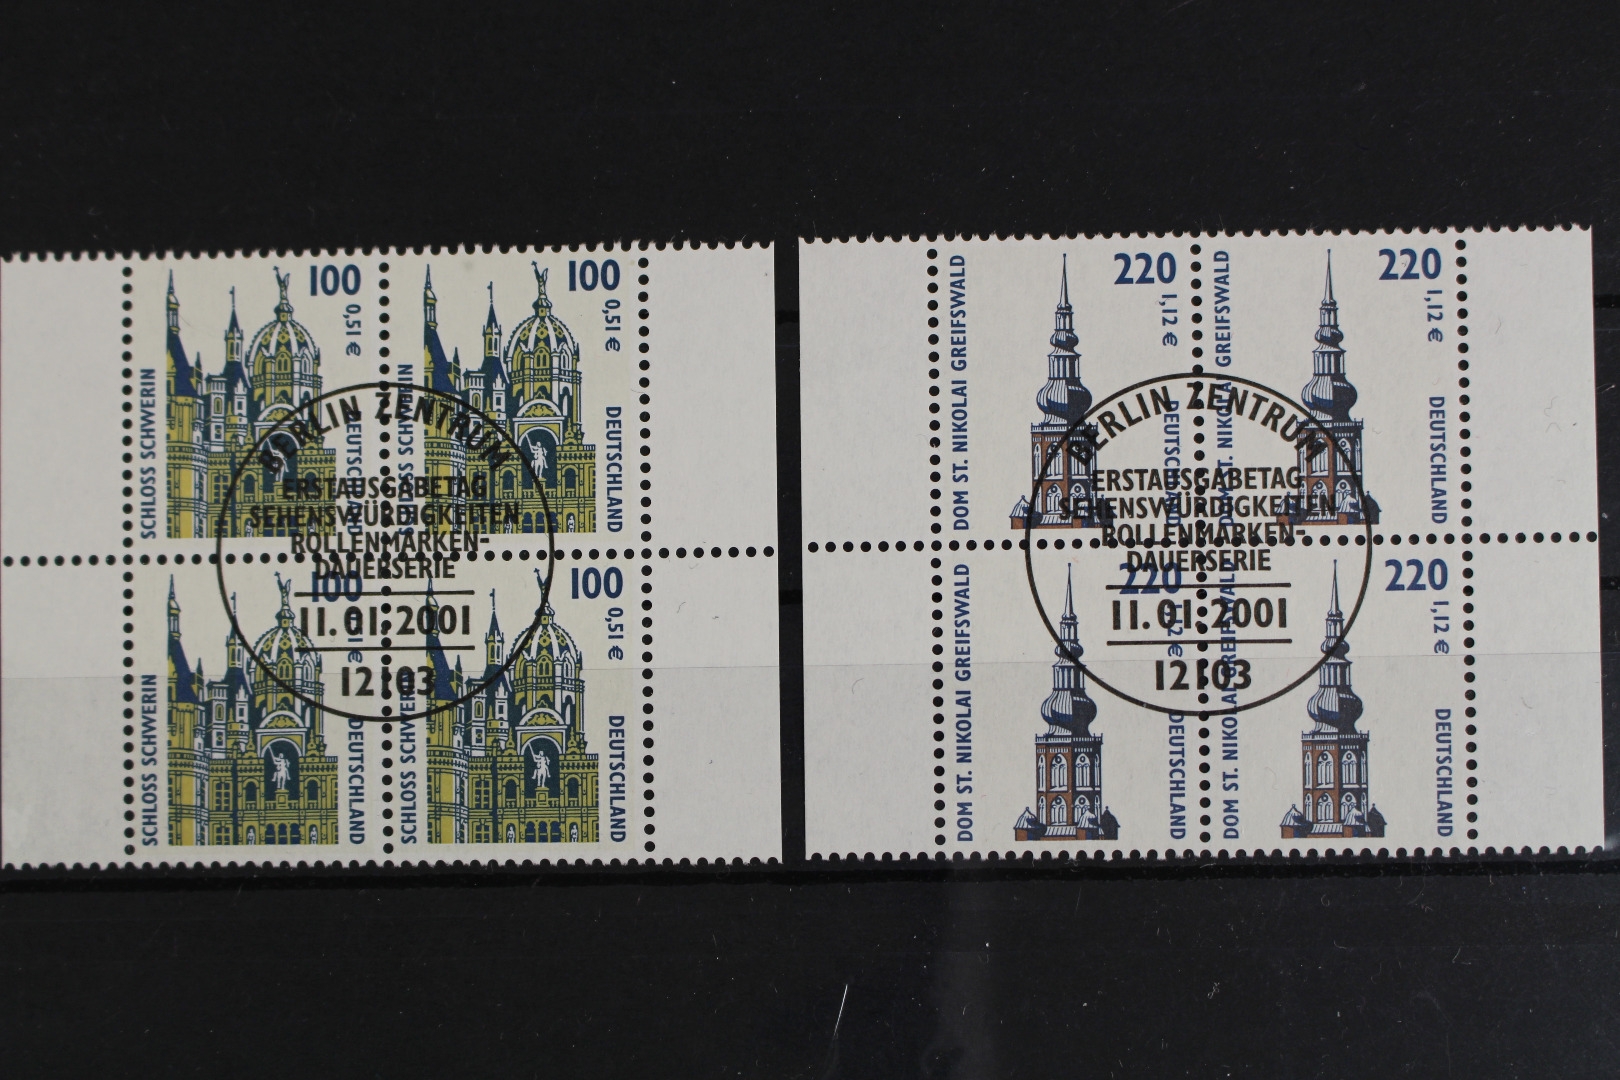 100
0,51 €
SCHLOSS SCHWERIN
DEUTSCHLAND
100
0,51 €
SCHLOSS SCHWERIN
DEUTSCHLAND
100
0,51 €
SCHLOSS SCHWERIN
DEUTSCHLAND
100
0,51 €
SCHLOSS SCHWERIN
DEUTSCHLAND
BERLIN ZENTRUM
ERSTAUSGABETAG
SEHENSWÜRDIGKEITEN
ROLLENMARKEN-
DAUERSERIE
11.01.2001
12103
220
1,12 €
DOM ST. NIKOLAI GREIFSWALD
DEUTSCHLAND
220
1,12 €
DOM ST. NIKOLAI GREIFSWALD
DEUTSCHLAND
220
1,12 €
DOM ST. NIKOLAI GREIFSWALD
DEUTSCHLAND
220
1,12 €
DOM ST. NIKOLAI GREIFSWALD
DEUTSCHLAND
BERLIN ZENTRUM
ERSTAUSGABETAG
SEHENSWÜRDIGKEITEN
ROLLENMARKEN-
DAUERSERIE
11.01.2001
12103